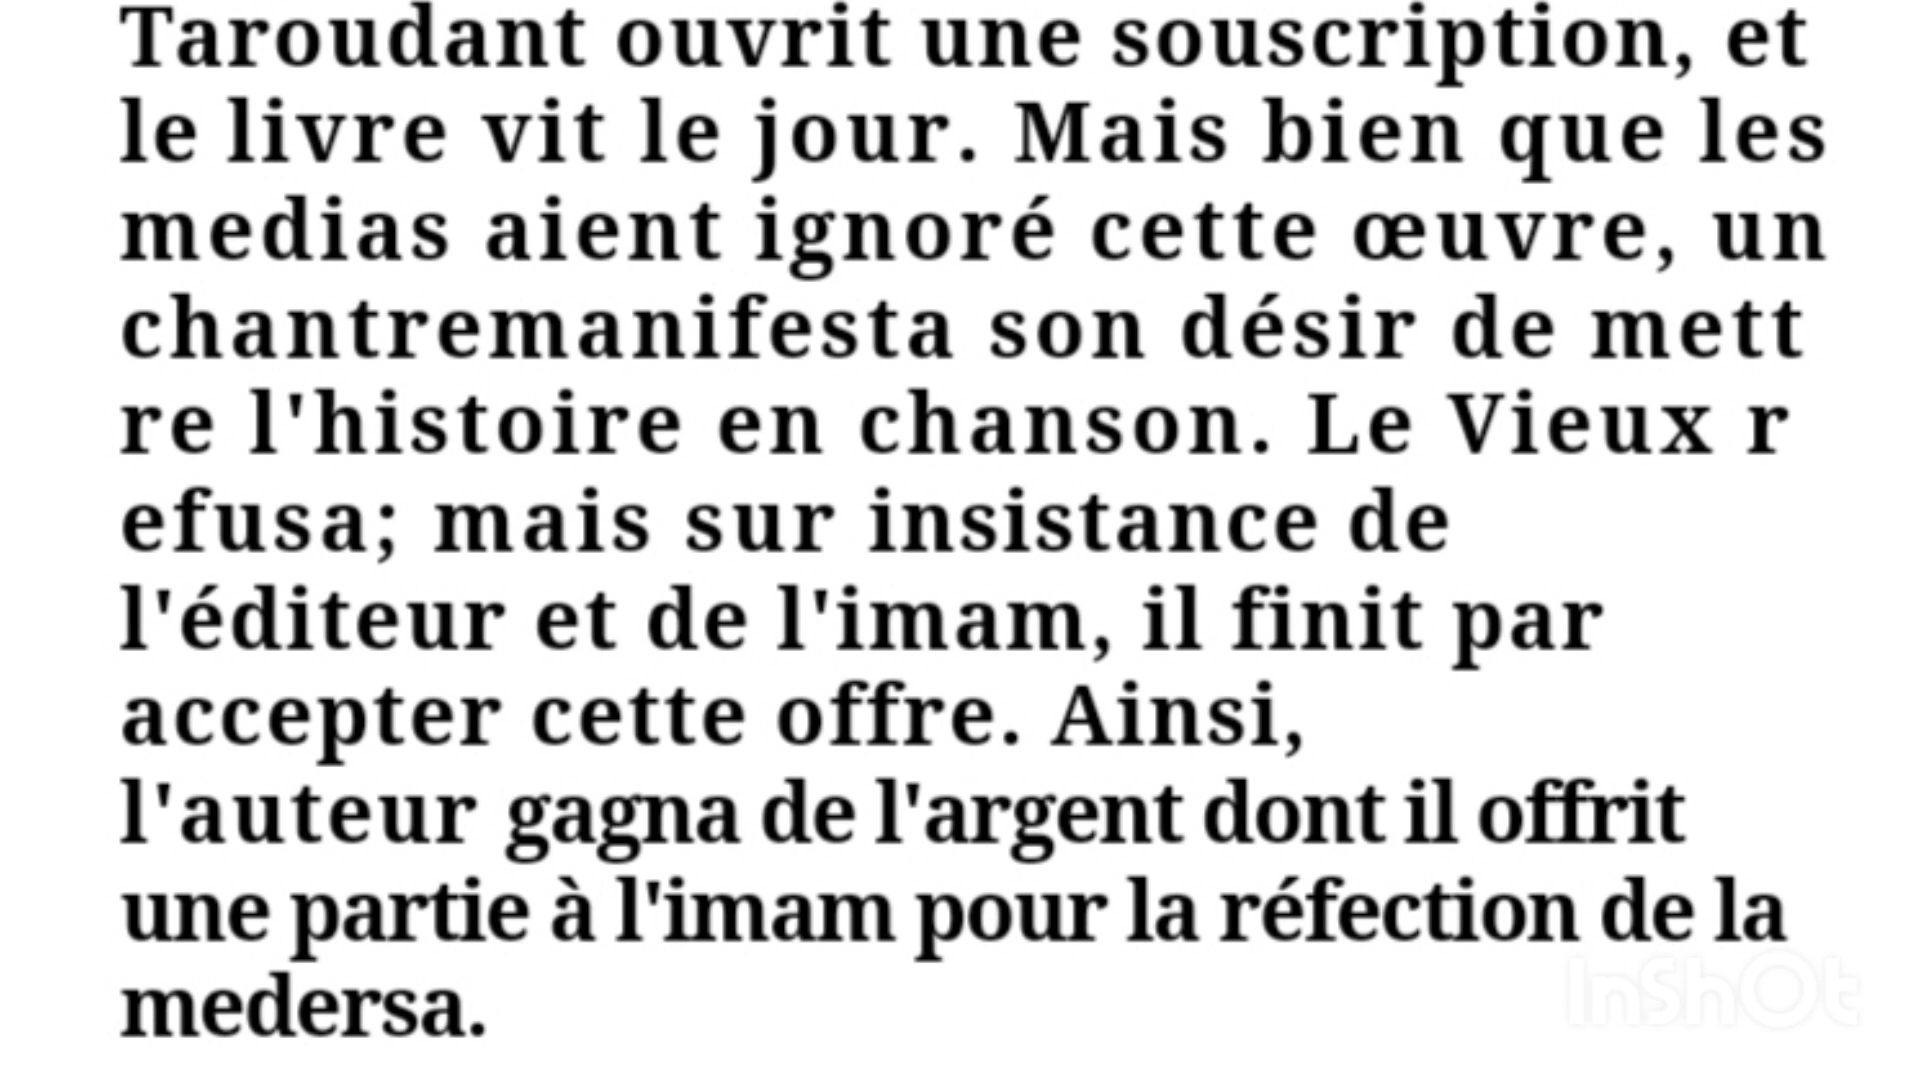 Taroudant ouvrit une souscription, et
le livre vit le jour. Mais bien que les
medias aient ignoré cette œuvre, un
chantremanifesta son désir de mett
re l'histoire en chanson. Le Vieux r
efusa; mais sur insistance de
l'éditeur et de l'imam, il finit par
accepter cette offre. Ainsi,
l'auteur gagna de l'argent dont il offrit
une partie à l'imam pour la réfection de la
medersa.
InShOt